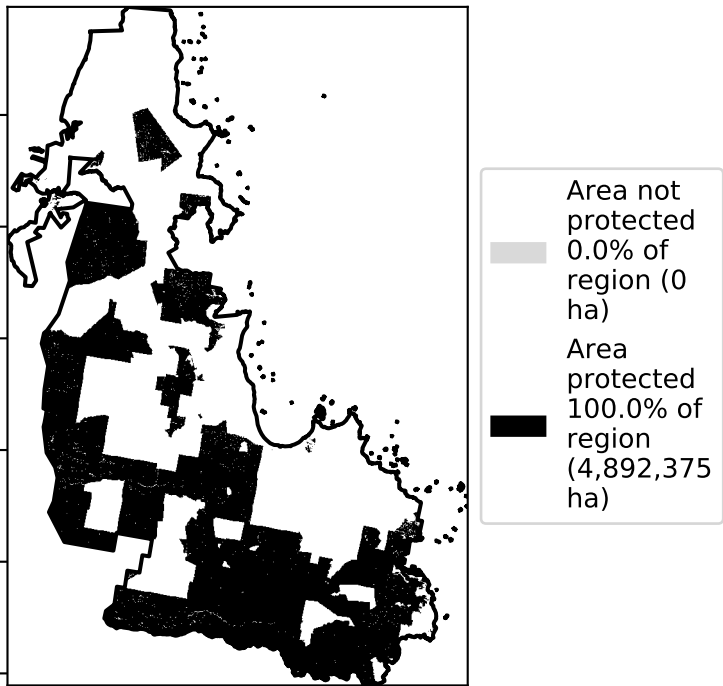 Area not
protected
0.0% of
region (0
ha)
Area
protected
100.0% of
region
(4,892,375
ha)